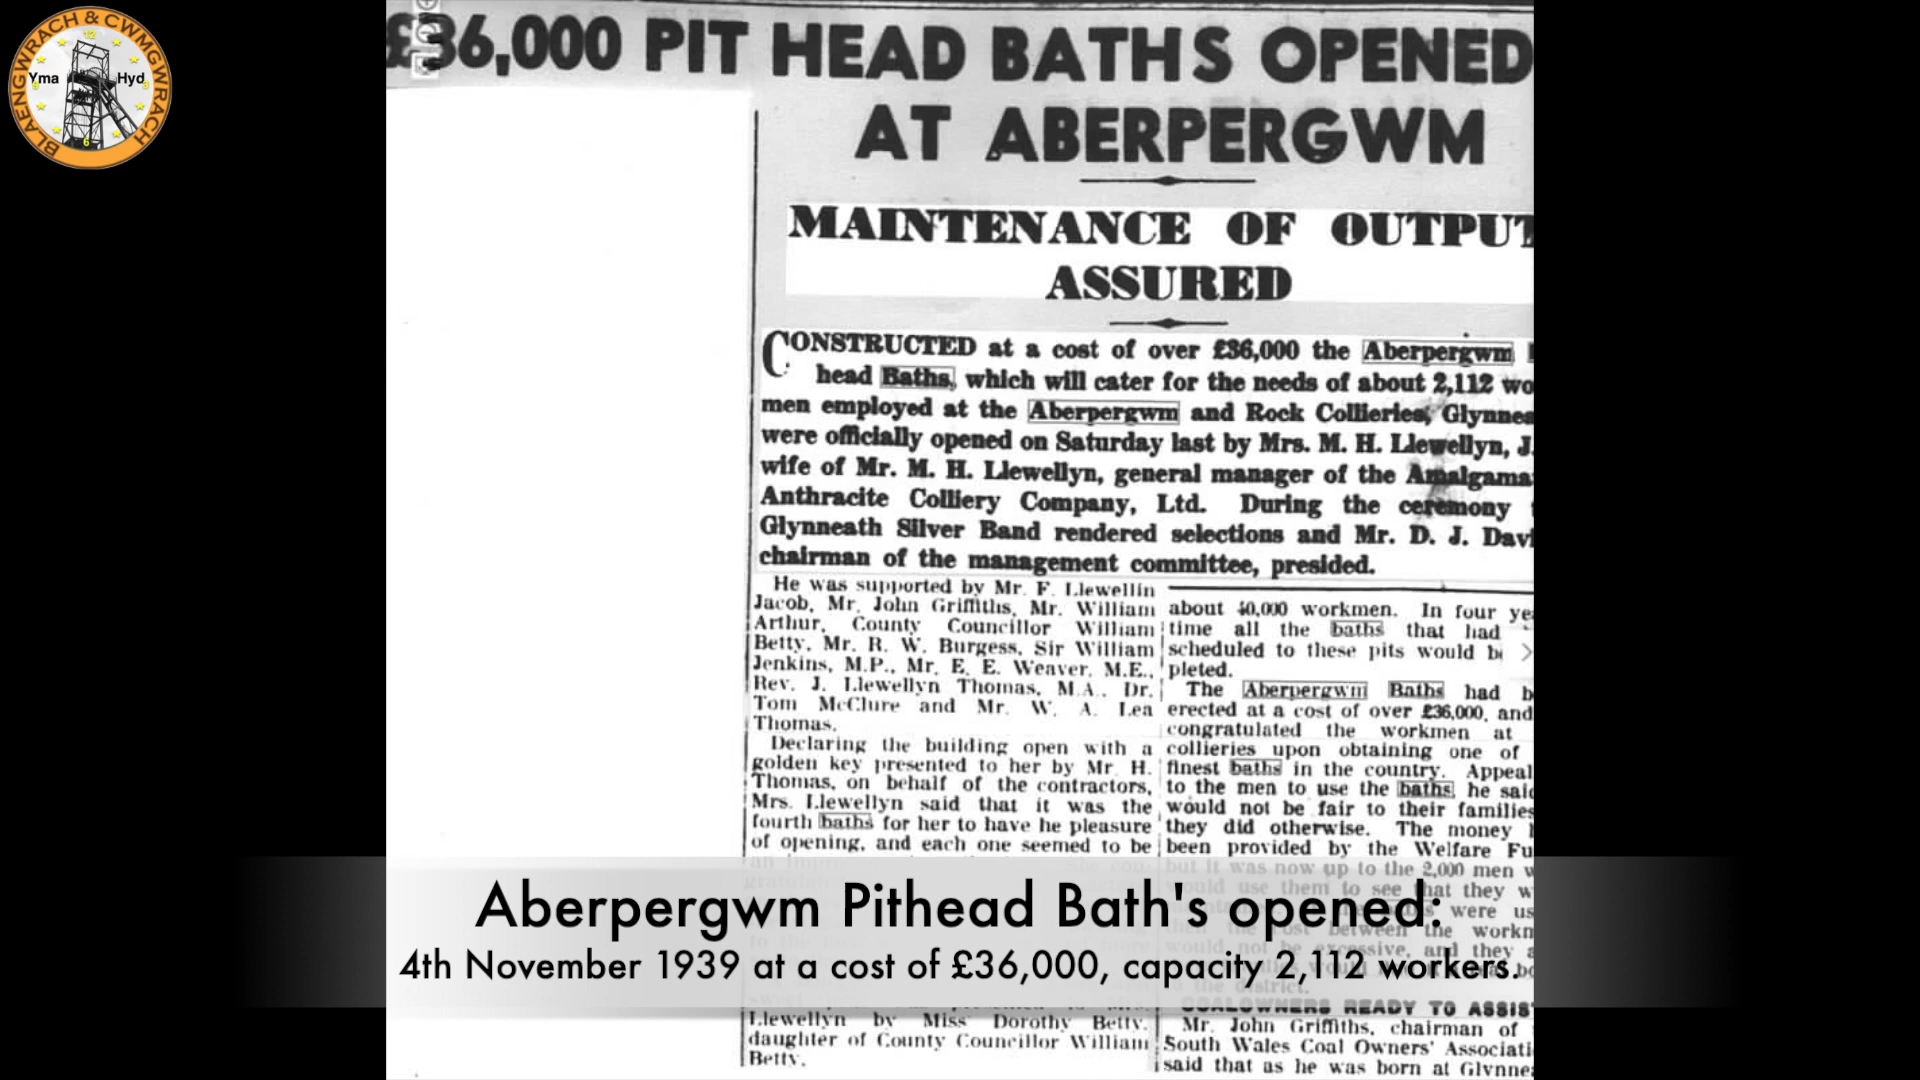 BLAENGWRACH & CWMGWRACH
12
Yma Hyd
6
£36,000 PIT HEAD BATHS OPENED
AT ABERPERGWM
MAINTENANCE OF OUTPUT
ASSURED
CONSTRUCTED at a cost of over £36,000 the Aberpergwm
head Baths, which will cater for the needs of about 2,112 wo
men employed at the Aberpergwm and Rock Collieries, Glynnea
were officially opened on Saturday last by Mrs. M. H. Llewellyn, J.
wife of Mr. M. H. Llewellyn, general manager of the Amalgama
Anthracite Colliery Company, Ltd. During the ceremony
Glynneath Silver Band rendered selections and Mr. D. J. Davi
chairman of the management committee, presided.
He was supported by Mr. F. Llewellin
Jacob, Mr. John Griffiths, Mr. William
Arthur, County Councillor William
Betty, Mr. R. W. Burgess, Sir William
Jenkins, M.P., Mr. E. E. Weaver, M.E.,
Rev. J. Llewellyn Thomas, M.A., Dr.
Tom McClure and Mr. W. A. Lea
Thomas.
Declaring the building open with a
golden key presented to her by Mr. H.
Thomas, on behalf of the contractors,
Mrs. Llewellyn said that it was the
fourth baths for her to have he pleasure
of opening, and each one seemed to be
Llewellyn by Miss Dorothy Betty,
daughter of County Councillor William
Betty.
about 40,000 workmen. In four yea
time all the baths that had
scheduled to these pits would b
pleted.
The Aberpergwm Baths had b
erected at a cost of over £36,000, and
congratulated the workmen at
collieries upon obtaining one of
finest baths in the country. Appeal
to the men to use the baths, he said
would not be fair to their families
they did otherwise. The money
been provided by the Welfare Fu
but it was now up to the 2,000 men w
would use them to see that they w
were us
between the workm
would not be excessive, and they a
the district.
COALOWNERS READY TO ASSIST
Mr. John Griffiths, chairman of
South Wales Coal Owners' Associati
said that as he was born at Glynnea
Aberpergwm Pithead Bath's opened:
4th November 1939 at a cost of £36,000, capacity 2,112 workers.